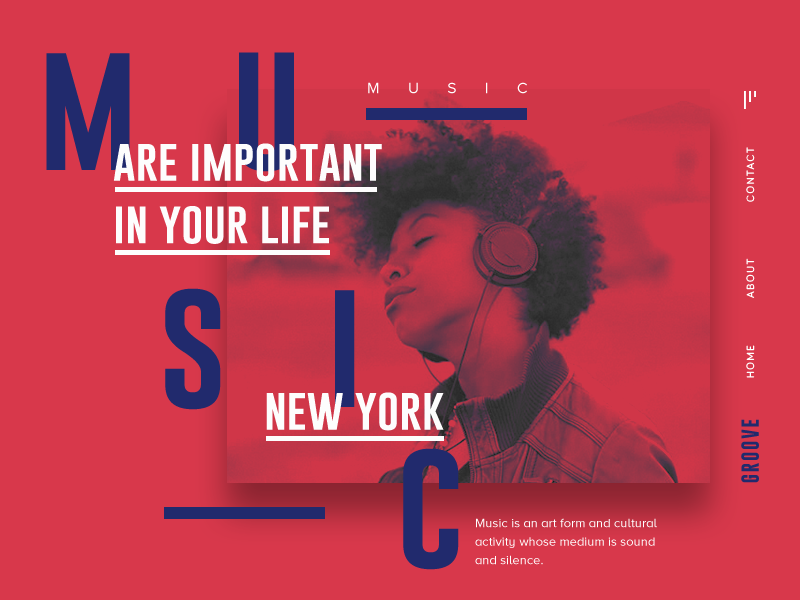 M U
MUSIC
ARE IMPORTANT
IN YOUR LIFE
S I
NEW YORK
C
Music is an art form and cultural
activity whose medium is sound
and silence.
CONTACT
ABOUT
HOME
GROOVE